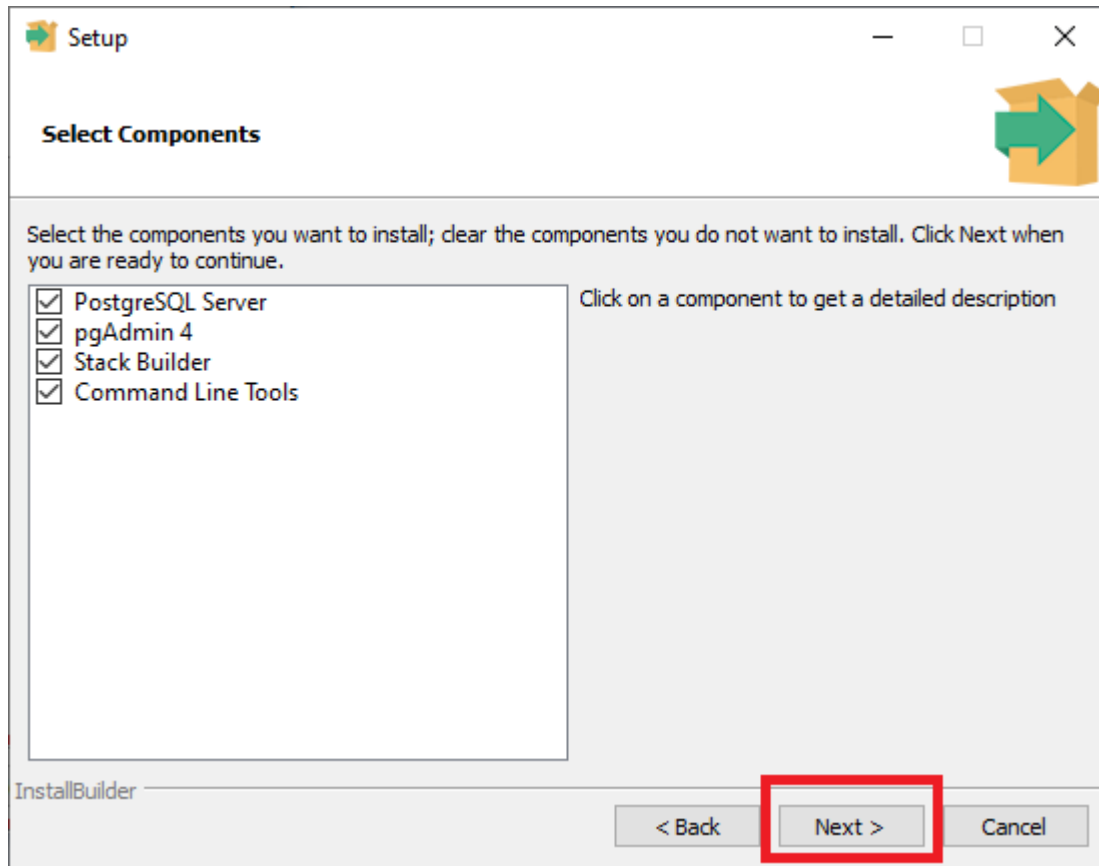 Setup
Select Components
Select the components you want to install; clear the components you do not want to install. Click Next when
you are ready to continue.
PostgreSQL Server
pgAdmin 4
Stack Builder
Command Line Tools
Click on a component to get a detailed description
InstallBuilder
< Back
Next >
Cancel